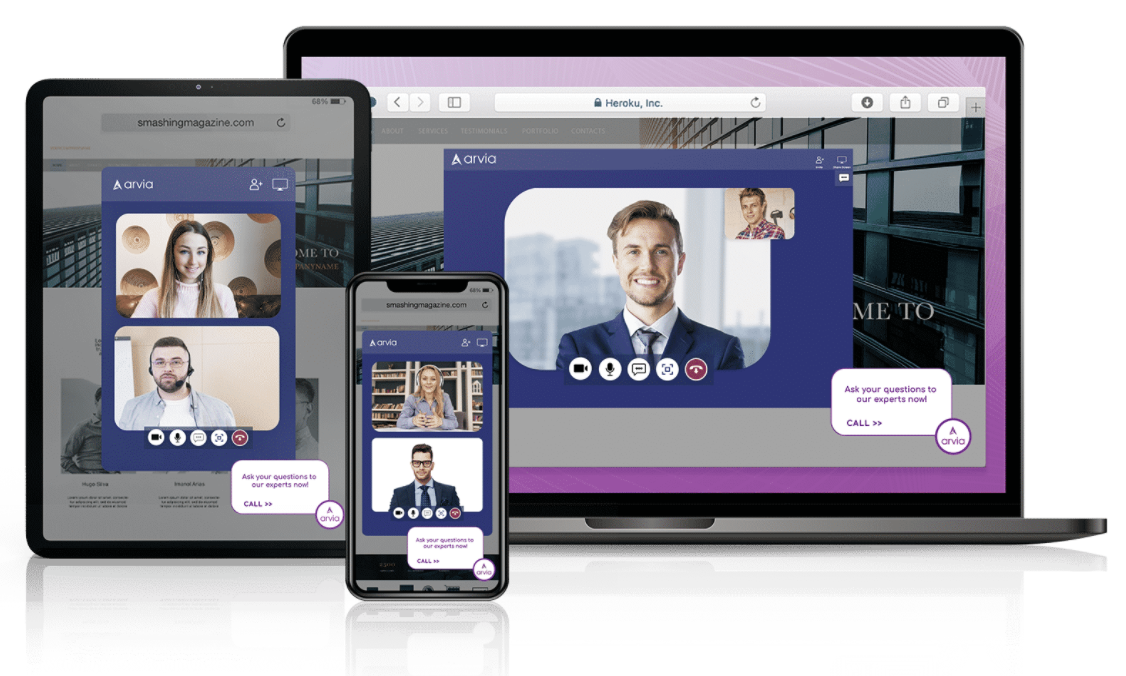 68%
smashingmagazine.com
arvia
OME TO
PANYNAME
Ask your questions to
our experts now!
CALL >>
arvia
Hugo Silva
68%
smashingmagazine.com
arvia
Ask your questions to
our experts now!
CALL >>
arvia
Heroku, Inc.
ABOUT SERVICES TESTIMONIALS PORTFOLIO CONTACTS
arvia
ME TO
Ask your questions to
our experts now!
CALL >>
arvia